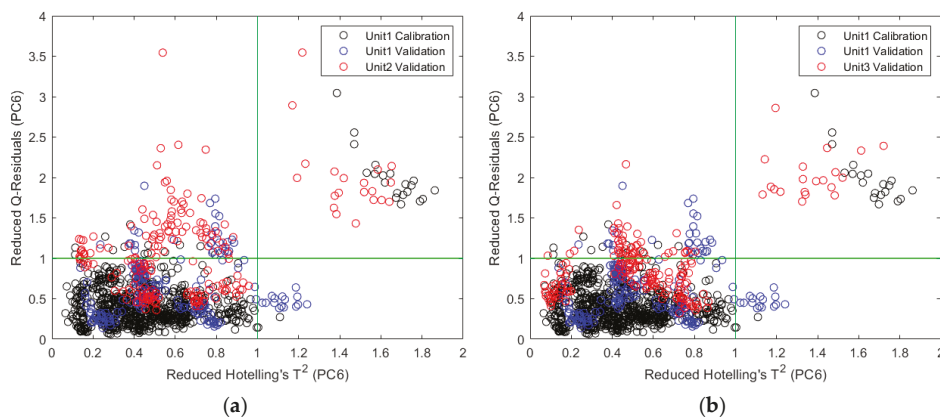 4
3.5
3
2.5
2
1.5
1
0.5
0
Reduced Q-Residuals (PC6)
Unit1 Calibration
Unit1 Validation
Unit2 Validation
0 0.2 0.4 0.6 0.8 1 1.2 1.4 1.6 1.8 2
Reduced Hotelling's T² (PC6)
(a)
4
3.5
3
2.5
2
1.5
1
0.5
0
Reduced Q-Residuals (PC6)
Unit1 Calibration
Unit1 Validation
Unit3 Validation
0 0.2 0.4 0.6 0.8 1 1.2 1.4 1.6 1.8 2
Reduced Hotelling's T² (PC6)
(b)